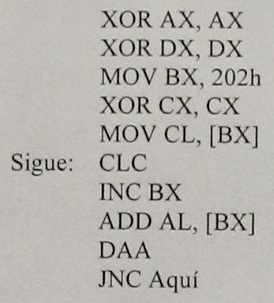 XOR AX, AX
XOR DX, DX
MOV BX, 202h
XOR CX, CX
MOV CL, [BX]
Sigue: CLC
INC BX
ADD AL, [BX]
DAA
JNC Aquí